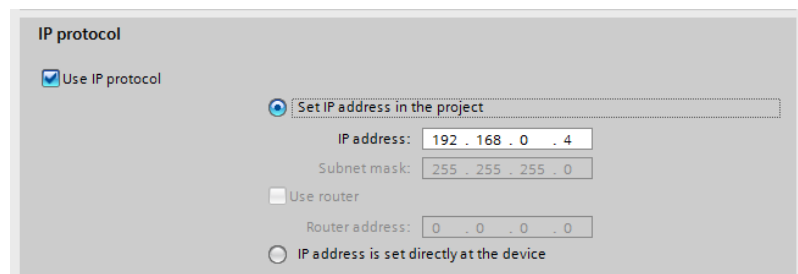 IP protocol
Use IP protocol
Set IP address in the project
IP address: 192 . 168 . 0 . 4
Subnet mask: 255 . 255 . 255 . 0
Use router
Router address: 0 . 0 . 0 . 0
IP address is set directly at the device